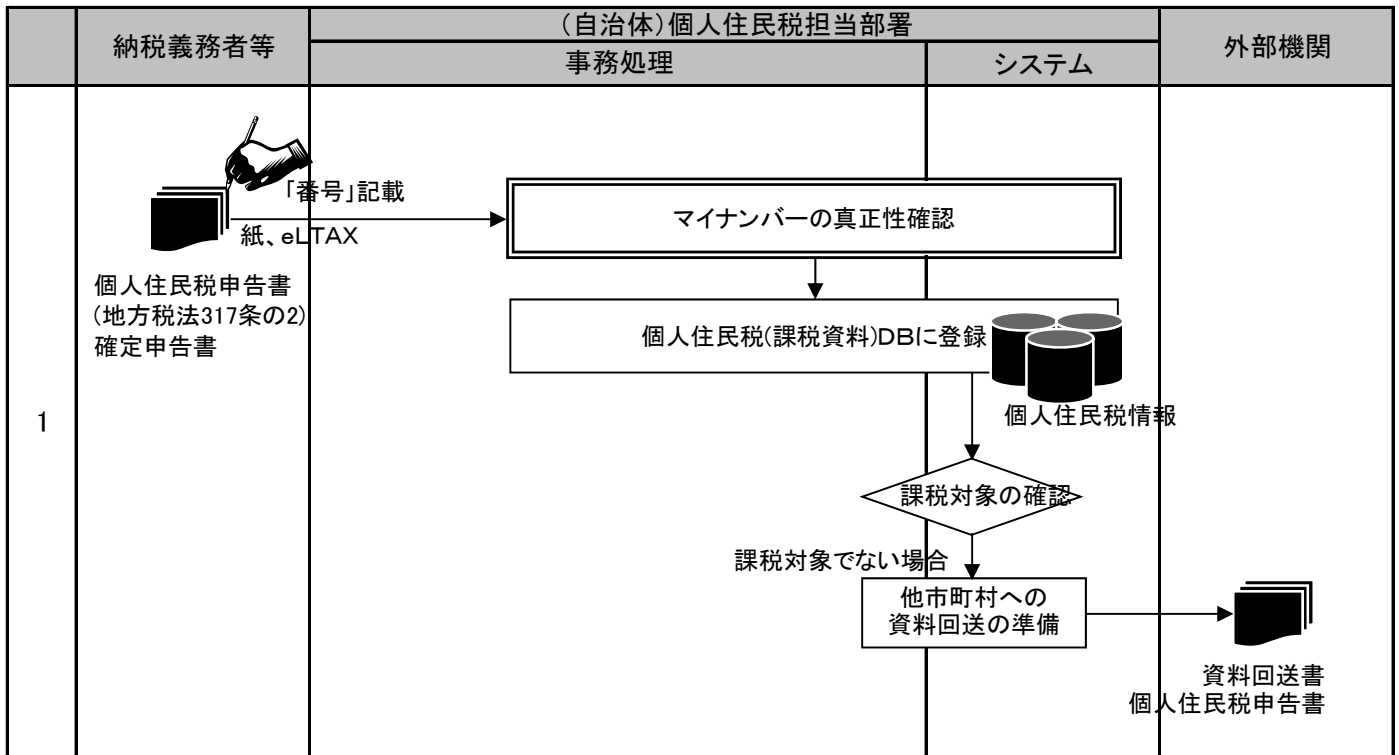 納税義務者等
(自治体)個人住民税担当部署
事務処理
システム
外部機関
1
「番号」記載
紙、eLTAX
個人住民税申告書
(地方税法317条の2)
確定申告書
マイナンバーの真正性確認
個人住民税(課税資料)DBに登録
個人住民税情報
課税対象の確認
課税対象でない場合
他市町村への
資料回送の準備
資料回送書
個人住民税申告書